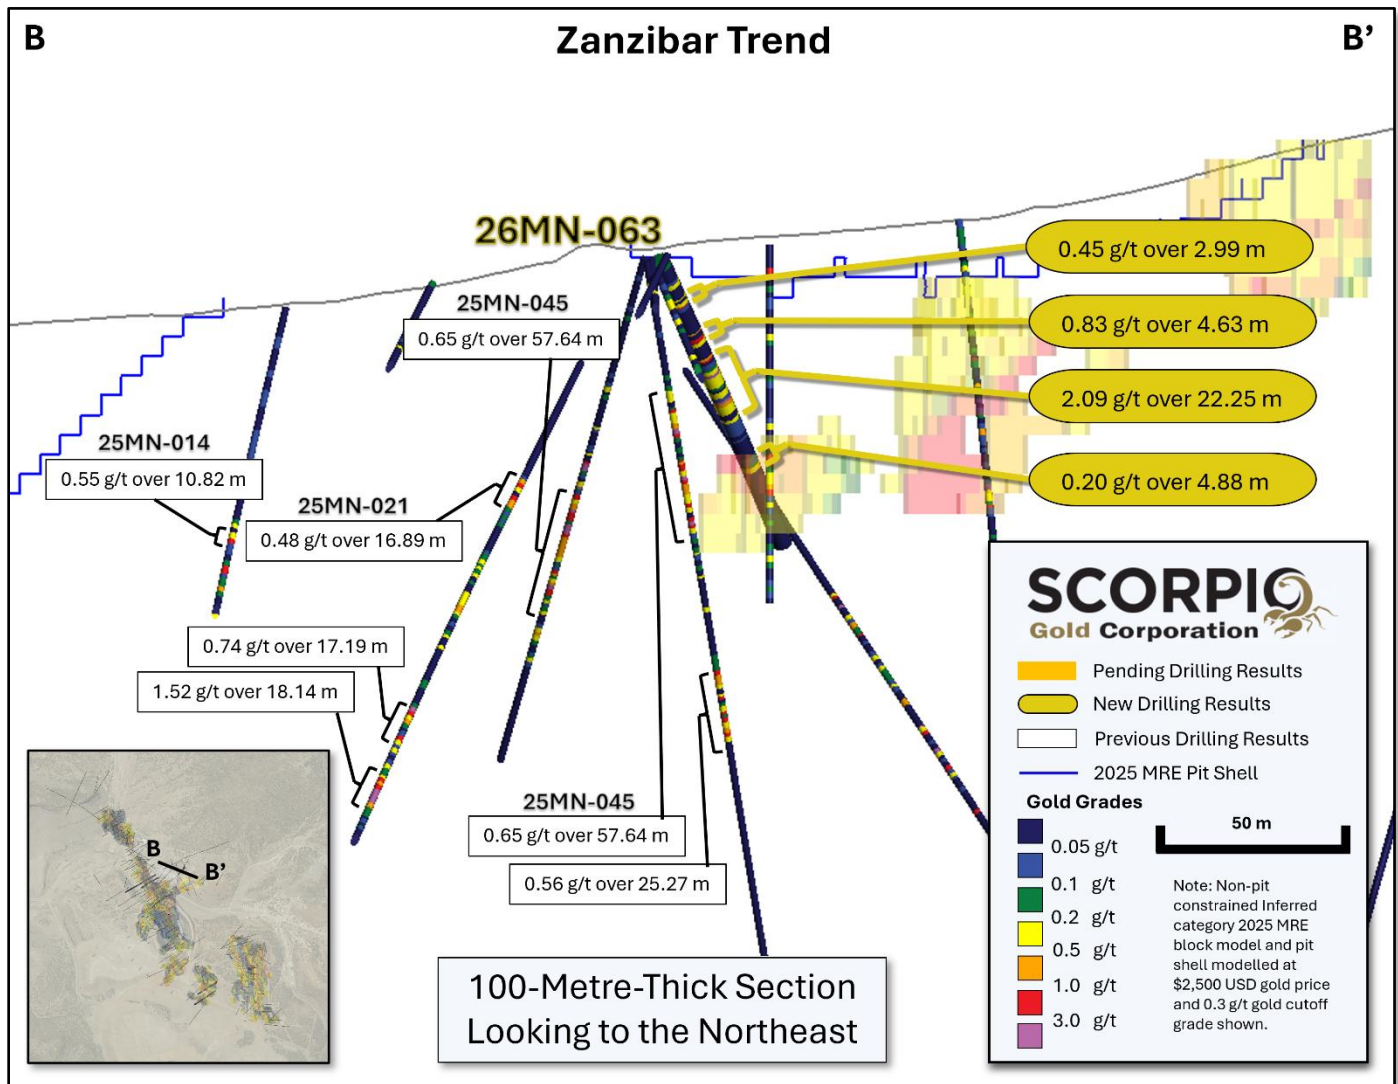 B
Zanzibar Trend
B’
26MN-063
0.45 g/t over 2.99 m
0.83 g/t over 4.63 m
2.09 g/t over 22.25 m
0.20 g/t over 4.88 m
25MN-045
0.65 g/t over 57.64 m
25MN-014
0.55 g/t over 10.82 m
25MN-021
0.48 g/t over 16.89 m
0.74 g/t over 17.19 m
1.52 g/t over 18.14 m
25MN-045
0.65 g/t over 57.64 m
0.56 g/t over 25.27 m
B
B’
100-Metre-Thick Section
Looking to the Northeast
SCORPIO
Gold Corporation
Pending Drilling Results
New Drilling Results
Previous Drilling Results
2025 MRE Pit Shell
Gold Grades
0.05 g/t
0.1 g/t
0.2 g/t
0.5 g/t
1.0 g/t
3.0 g/t
50 m
Note: Non-pit
constrained Inferred
category 2025 MRE
block model and pit
shell modelled at
$2,500 USD gold price
and 0.3 g/t gold cutoff
grade shown.